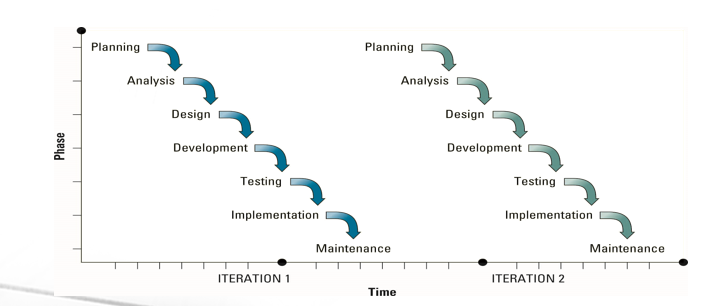 Planning
Analysis
Design
Development
Testing
Implementation
Maintenance
Planning
Analysis
Design
Development
Testing
Implementation
Maintenance
Phase
ITERATION 1
ITERATION 2
Time